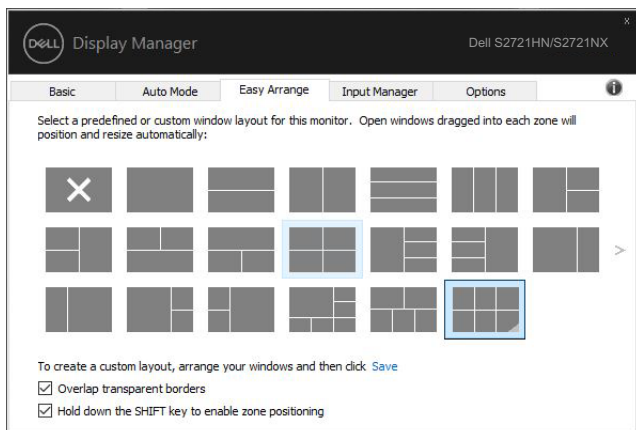 x
DELL Display Manager Dell S2721HN/S2721NX
Basic Auto Mode Easy Arrange Input Manager Options
Select a predefined or custom window layout for this monitor. Open windows dragged into each zone will
position and resize automatically:
To create a custom layout, arrange your windows and then click Save
Overlap transparent borders
Hold down the SHIFT key to enable zone positioning